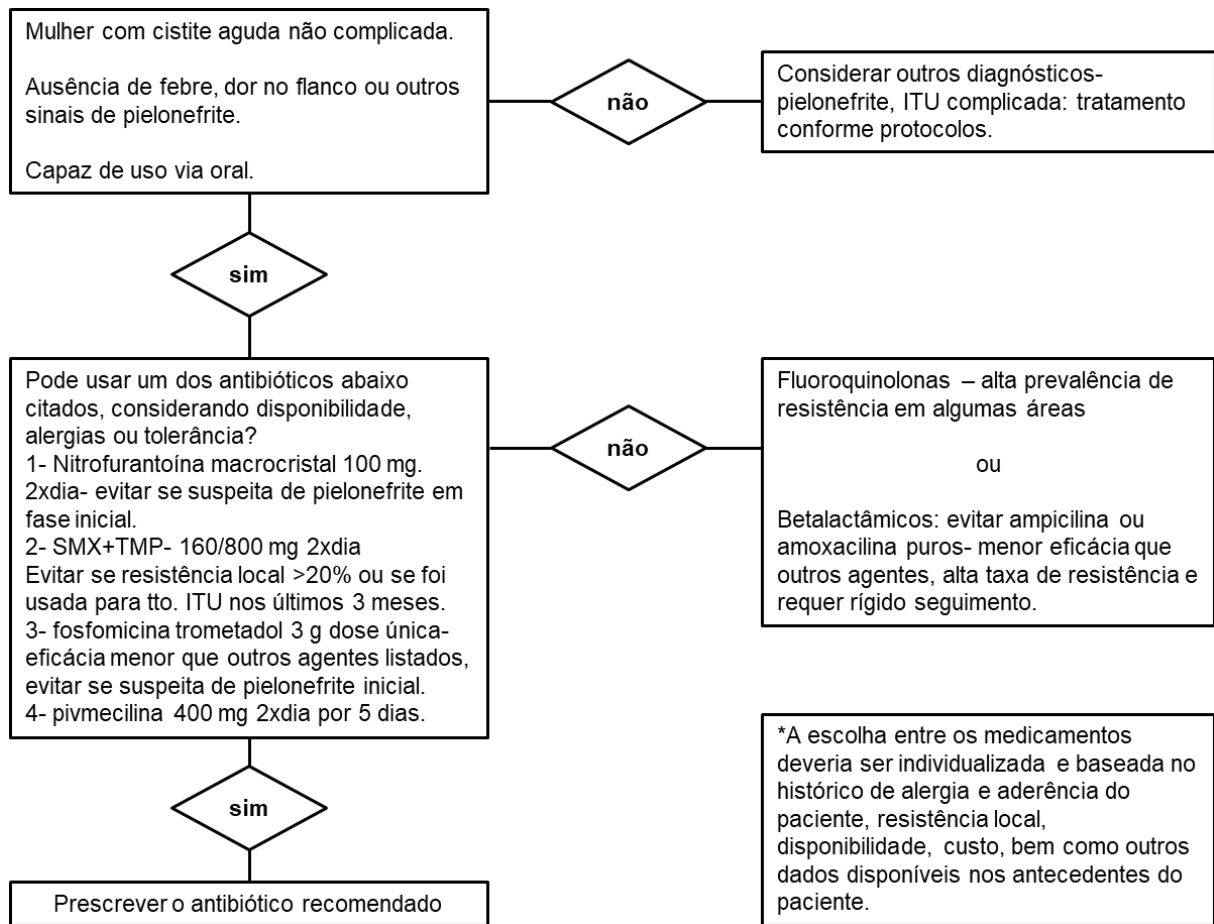 Mulher com cistite aguda não complicada.
Ausência de febre, dor no flanco ou outros
sinais de pielonefrite.
Capaz de uso via oral.
não
Considerar outros diagnósticos-
pielonefrite, ITU complicada: tratamento
conforme protocolos.
sim
Pode usar um dos antibióticos abaixo
citados, considerando disponibilidade,
alergias ou tolerância?
1- Nitrofurantoína macrocristal 100 mg.
2xdia- evitar se suspeita de pielonefrite em
fase inicial.
2- SMX+TMP- 160/800 mg 2xdia
Evitar se resistência local >20% ou se foi
usada para tto. ITU nos últimos 3 meses.
3- fosfomicina trometadol 3 g dose única-
eficácia menor que outros agentes listados,
evitar se suspeita de pielonefrite inicial.
4- pivmecilina 400 mg 2xdia por 5 dias.
não
Fluoroquinolonas – alta prevalência de
resistência em algumas áreas
ou
Betalactâmicos: evitar ampicilina ou
amoxacilina puros- menor eficácia que
outros agentes, alta taxa de resistência e
requer rígido seguimento.
sim
Prescrever o antibiótico recomendado
*A escolha entre os medicamentos
deveria ser individualizada e baseada no
histórico de alergia e aderência do
paciente, resistência local,
disponibilidade, custo, bem como outros
dados disponíveis nos antecedentes do
paciente.